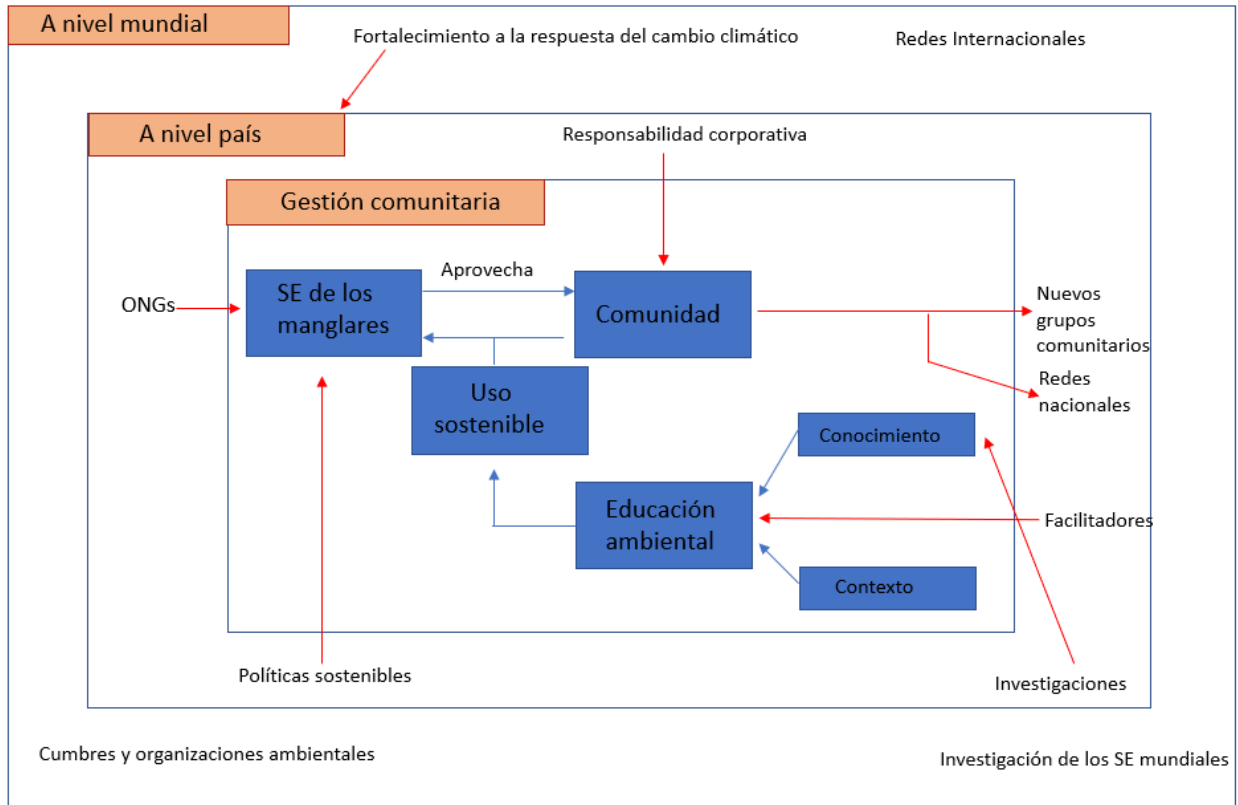 A nivel mundial
Fortalecimiento a la respuesta del cambio climático
Redes Internacionales
A nivel país
Responsabilidad corporativa
Gestión comunitaria
Aprovecha
SE de los
manglares
Comunidad
ONGs
Nuevos
grupos
comunitarios
Redes
nacionales
Uso
sostenible
Conocimiento
Educación
ambiental
Facilitadores
Contexto
Políticas sostenibles
Investigaciones
Cumbres y organizaciones ambientales
Investigación de los SE mundiales